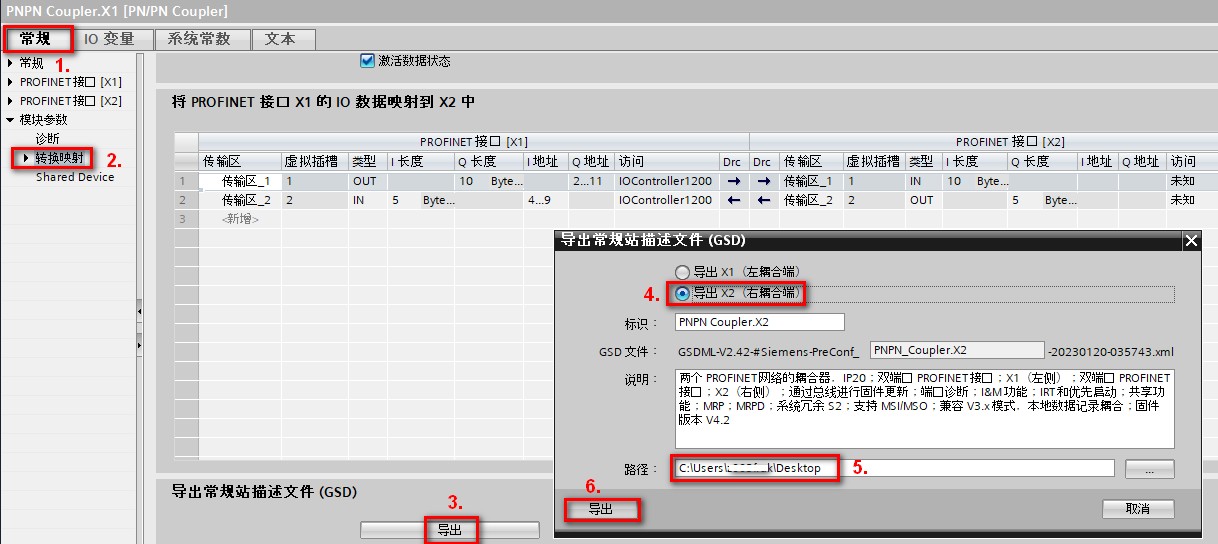 PNPN Coupler.X1 [PN/PN Coupler]
常规 IO 变量 系统常数 文本
1.
常规
PROFINET接口 [X1]
PROFINET接口 [X2]
模块参数
诊断
转换映射 2.
Shared Device
激活数据状态
将 PROFINET 接口 X1 的 IO 数据映射到 X2 中
PROFINET 接口 [X1] PROFINET 接口 [X2]
传输区 虚拟插槽 类型 I 长度 Q 长度 I 地址 Q 地址 访问 Drc Drc 传输区 虚拟插槽 类型 I 长度 Q 长度 I 地址 Q 地址 访问
1 传输区_1 1 OUT 10 Byte... 2...11 IOController1200 → → 传输区_1 1 IN 10 Byte... 未知
2 传输区_2 2 IN 5 Byte... 4...9 IOController1200 ← ← 传输区_2 2 OUT 5 Byte... 未知
3 <新增>
导出常规站描述文件 (GSD)
导出 X1（左耦合端）
4. 导出 X2（右耦合端）
标识： PNPN Coupler.X2
GSD 文件： GSDML-V2.42-#Siemens-PreConf_ PNPN_Coupler.X2 -20230120-035743.xml
说明： 两个 PROFINET网络的耦合器，IP20；双端口 PROFINET接口；X1（左侧）；双端口 PROFINET
接口；X2（右侧）；通过总线进行固件更新；端口诊断；I&M功能；IRT和优先启动；共享功
能；MRP；MRPD；系统冗余 S2；支持 MSI/MSO；兼容 V3.x模式，本地数据记录耦合；固件
版本 V4.2
路径： C:\Users\ \Desktop 5. ...
6.
导出 取消
导出常规站描述文件 (GSD)
3.
导出